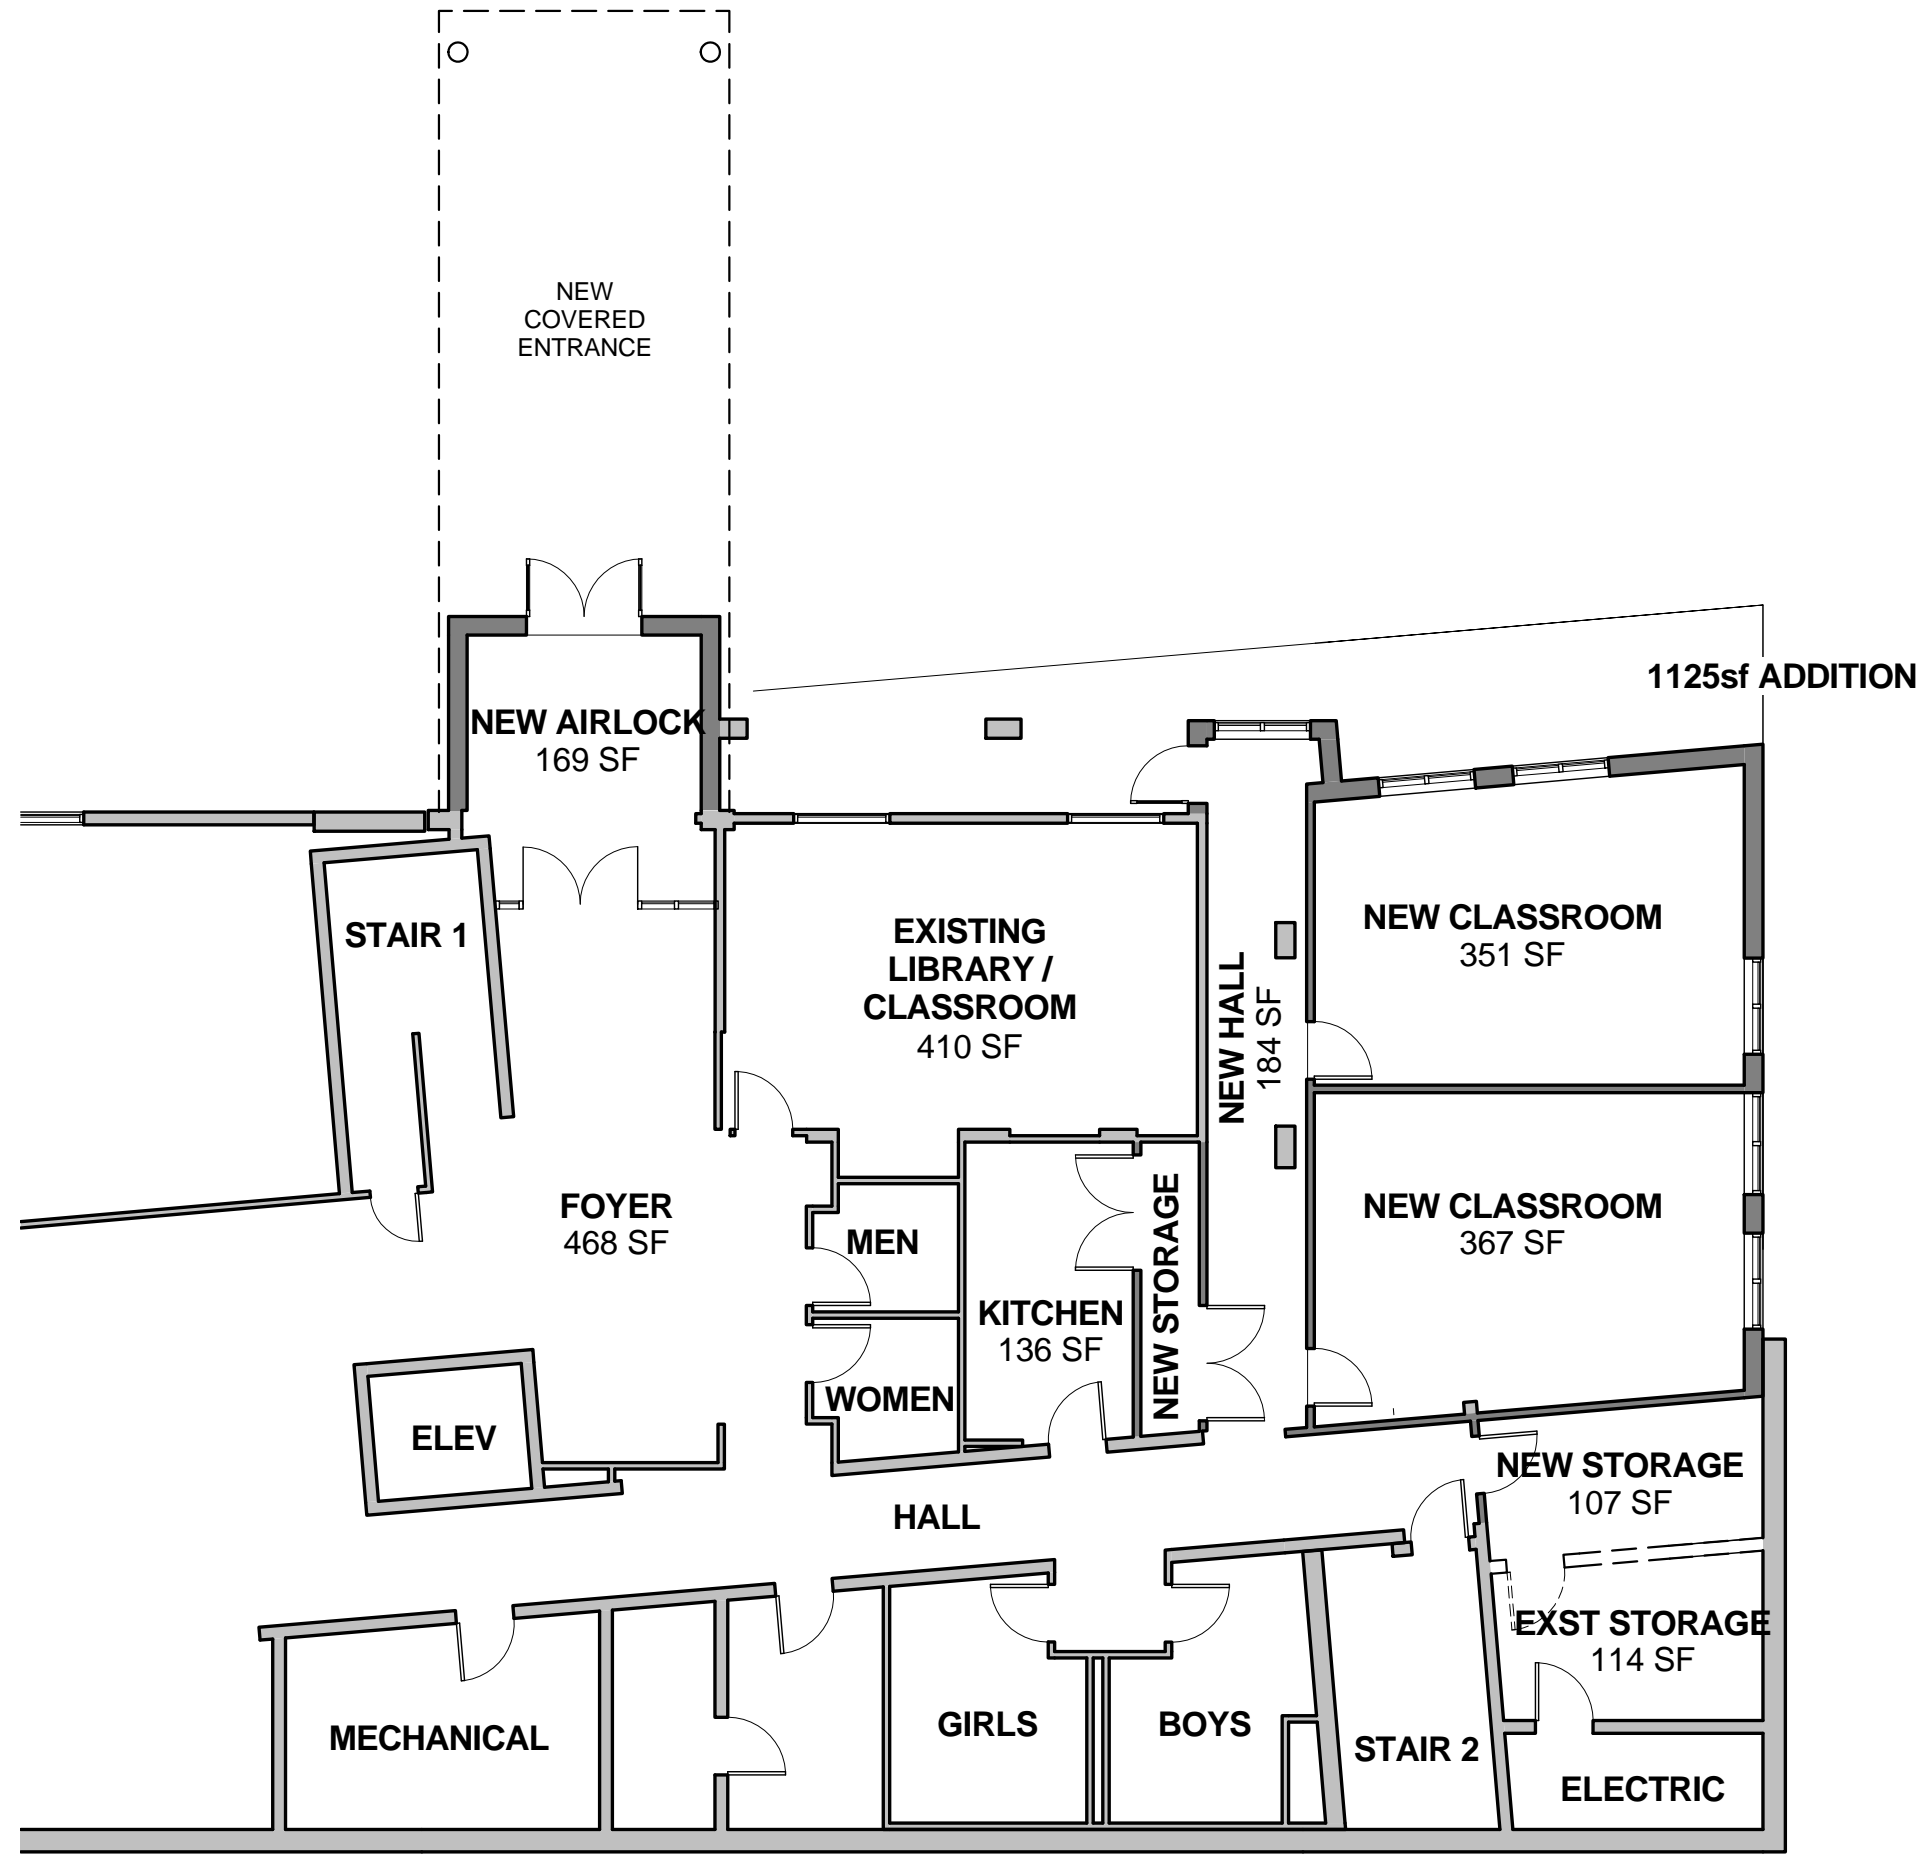 NEW
COVERED
ENTRANCE
1125sf ADDITION
NEW AIRLOCK
169 SF
STAIR 1
EXISTING
LIBRARY /
CLASSROOM
410 SF
NEW HALL
184 SF
NEW CLASSROOM
351 SF
FOYER
468 SF
MEN
NEW STORAGE
NEW CLASSROOM
367 SF
KITCHEN
136 SF
WOMEN
ELEV
HALL
NEW STORAGE
107 SF
EXST STORAGE
114 SF
MECHANICAL
GIRLS
BOYS
STAIR 2
ELECTRIC